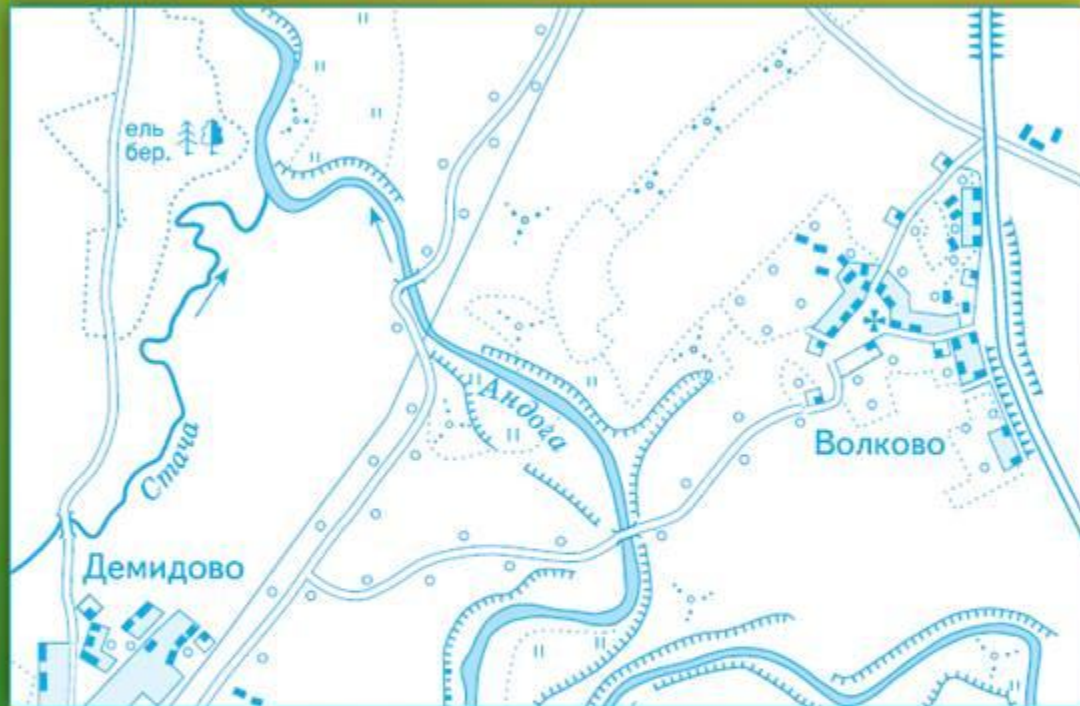 ель
бер.
Андога
Стача
Волково
Демидово